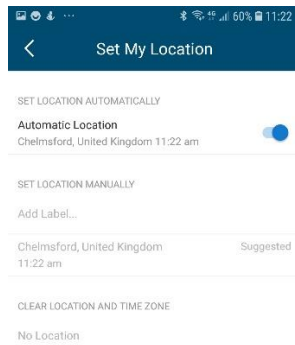 60% 11:22
Set My Location
SET LOCATION AUTOMATICALLY
Automatic Location
Chelmsford, United Kingdom 11:22 am
SET LOCATION MANUALLY
Add Label...
Chelmsford, United Kingdom Suggested
11:22 am
CLEAR LOCATION AND TIME ZONE
No Location